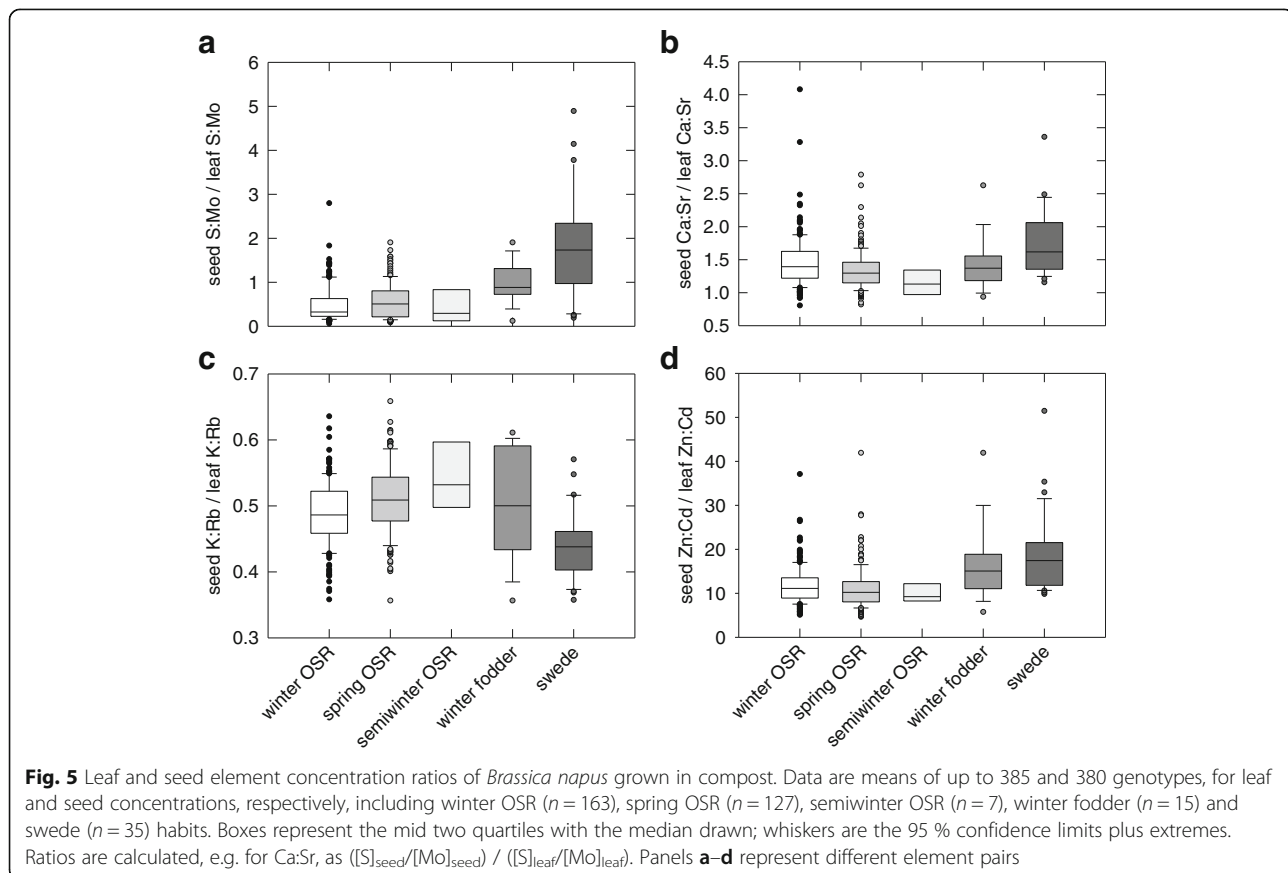 a
b
6
5
4
3
2
1
0
seed S:Mo / leaf S:Mo
4.5
4.0
3.5
3.0
2.5
2.0
1.5
1.0
0.5
seed Ca:Sr / leaf Ca:Sr
c
d
0.7
0.6
0.5
0.4
0.3
seed K:Rb / leaf K:Rb
60
50
40
30
20
10
0
seed Zn:Cd / leaf Zn:Cd
winter OSR
spring OSR
semiwinter OSR
winter fodder
swede
winter OSR
spring OSR
semiwinter OSR
winter fodder
swede
Fig. 5 Leaf and seed element concentration ratios of Brassica napus grown in compost. Data are means of up to 385 and 380 genotypes, for leaf
and seed concentrations, respectively, including winter OSR (n = 163), spring OSR (n = 127), semiwinter OSR (n = 7), winter fodder (n = 15) and
swede (n = 35) habits. Boxes represent the mid two quartiles with the median drawn; whiskers are the 95 % confidence limits plus extremes.
Ratios are calculated, e.g. for Ca:Sr, as ([S]seed/[Mo]seed) / ([S]leaf/[Mo]leaf). Panels a–d represent different element pairs